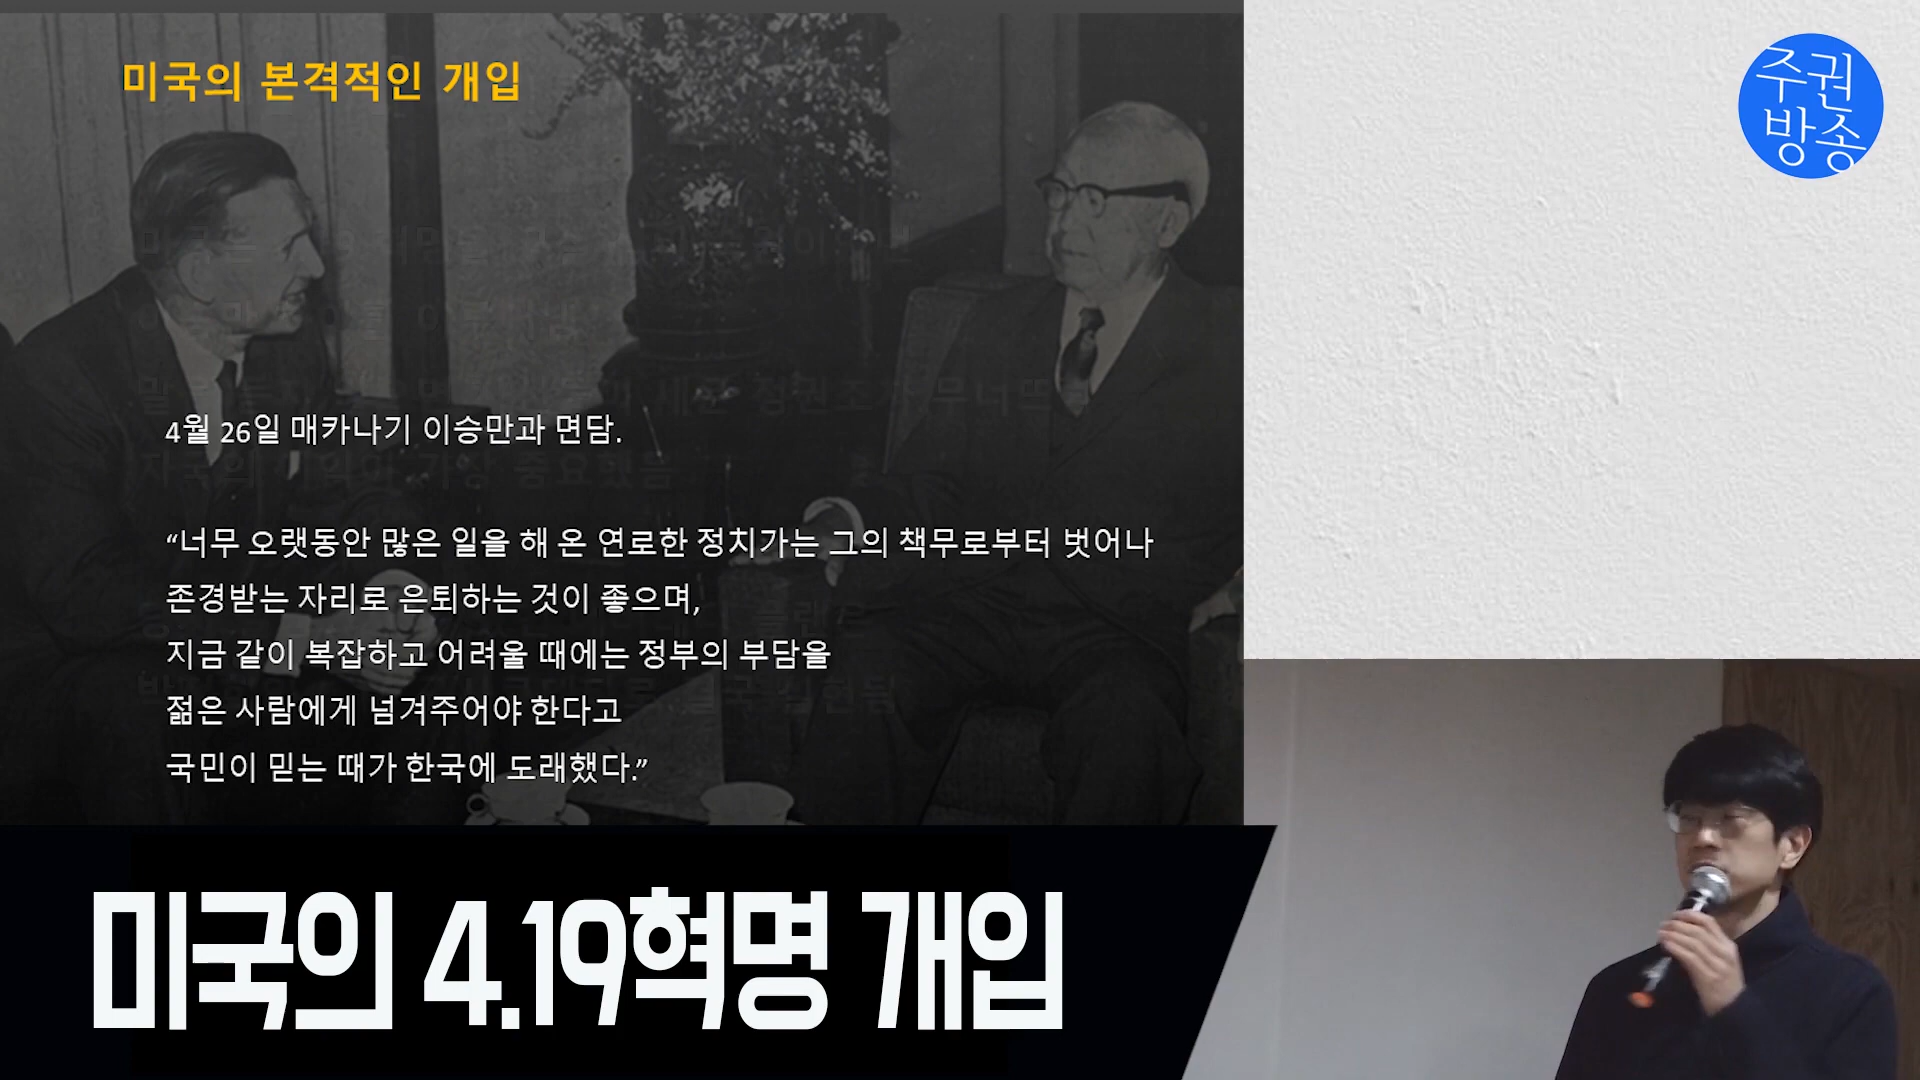 미국의 본격적인 개입
주권
방송
4월 26일 매카나기 이승만과 면담.
“너무 오랫동안 많은 일을 해 온 연로한 정치가는 그의 책무로부터 벗어나
존경받는 자리로 은퇴하는 것이 좋으며,
지금 같이 복잡하고 어려울 때에는 정부의 부담을
젊은 사람에게 넘겨주어야 한다고
국민이 믿는 때가 한국에 도래했다.”
미국의 4.19혁명 개입